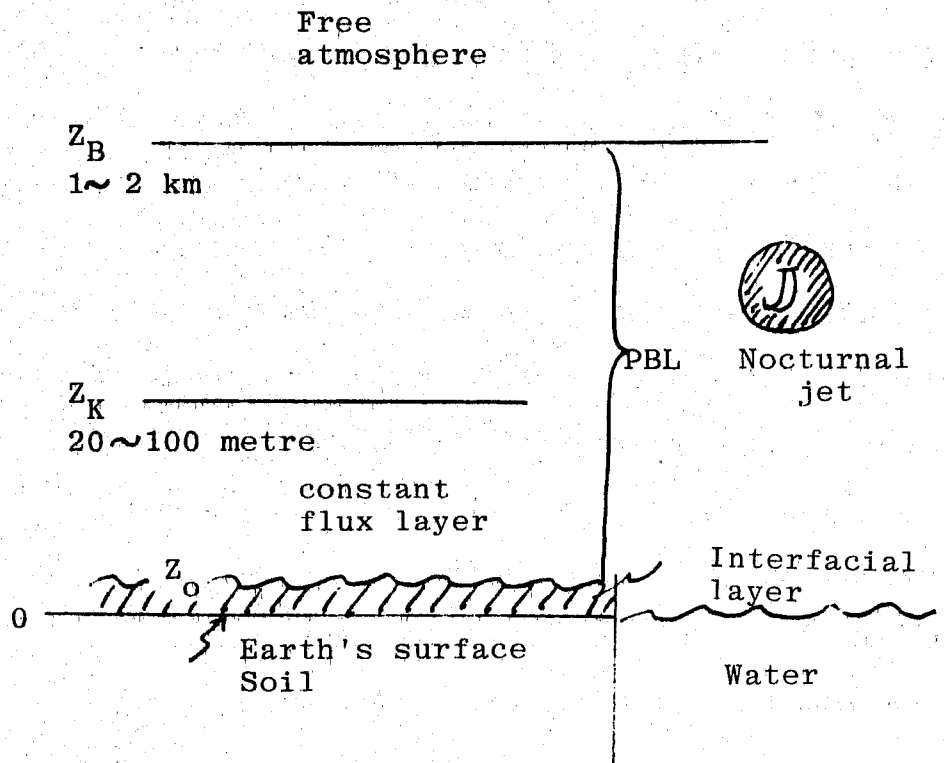 Free
atmosphere
Z_B
1~2 km
J
PBL
Nocturnal
jet
Z_K
20~100 metre
constant
flux layer
Z_o
Interfacial
layer
0
Earth's surface
Soil
Water